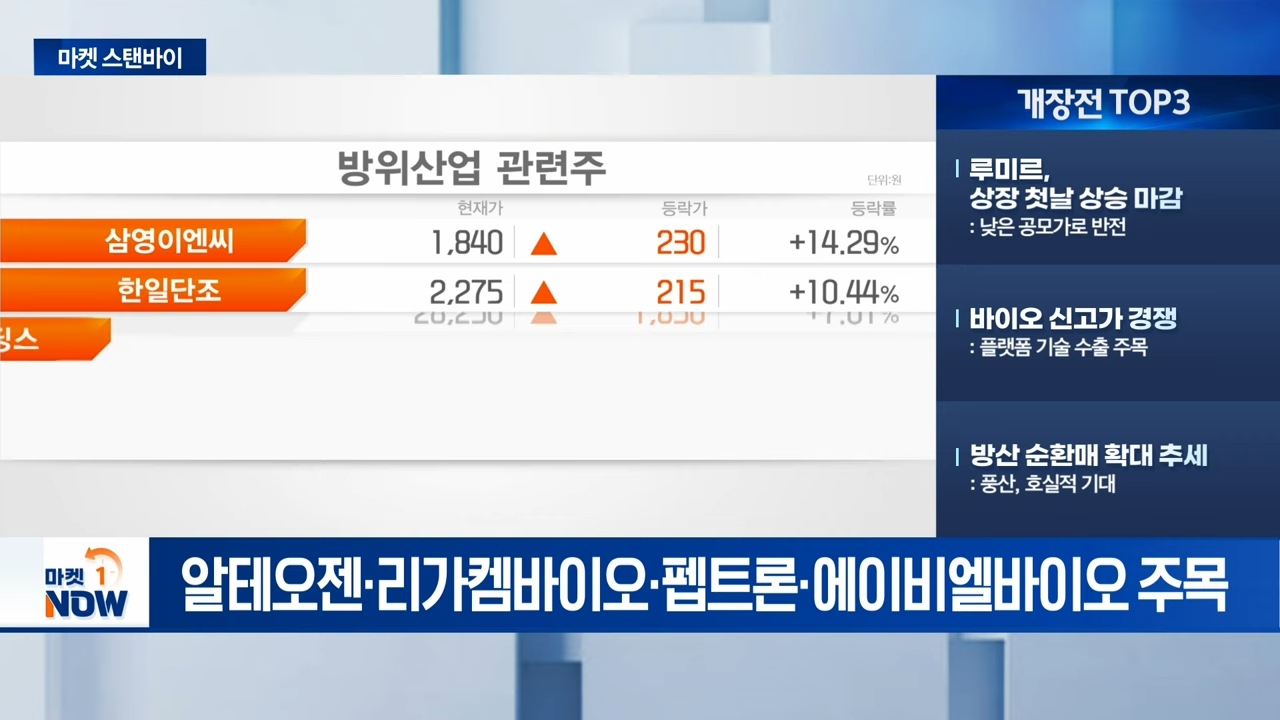 마켓 스탠바이
방위산업 관련주
단위:원
현재가 등락가 등락률
삼영이엔씨 1,840 ▲ 230 +14.29%
한일단조 2,275 ▲ 215 +10.44%
딩스
개장전 TOP3
루미르,
상장 첫날 상승 마감
: 낮은 공모가로 반전
바이오 신고가 경쟁
: 플랫폼 기술 수출 주목
방산 순환매 확대 추세
: 풍산, 호실적 기대
마켓 1
NOW
알테오젠·리가켐바이오·펩트론·에이비엘바이오 주목